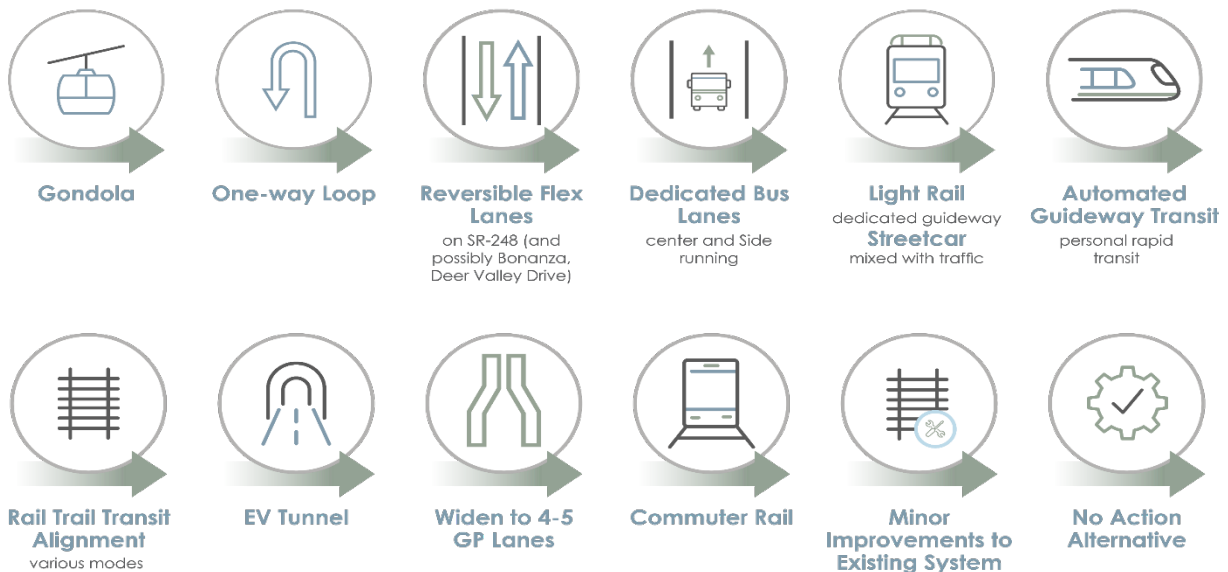 Gondola
One-way Loop
Reversible Flex
Lanes
on SR-248 (and
possibly Bonanza,
Deer Valley Drive)
Dedicated Bus
Lanes
center and Side
running
Light Rail
dedicated guideway
Streetcar
mixed with traffic
Automated
Guideway Transit
personal rapid
transit
Rail Trail Transit
Alignment
various modes
EV Tunnel
Widen to 4-5
GP Lanes
Commuter Rail
Minor
Improvements to
Existing System
No Action
Alternative